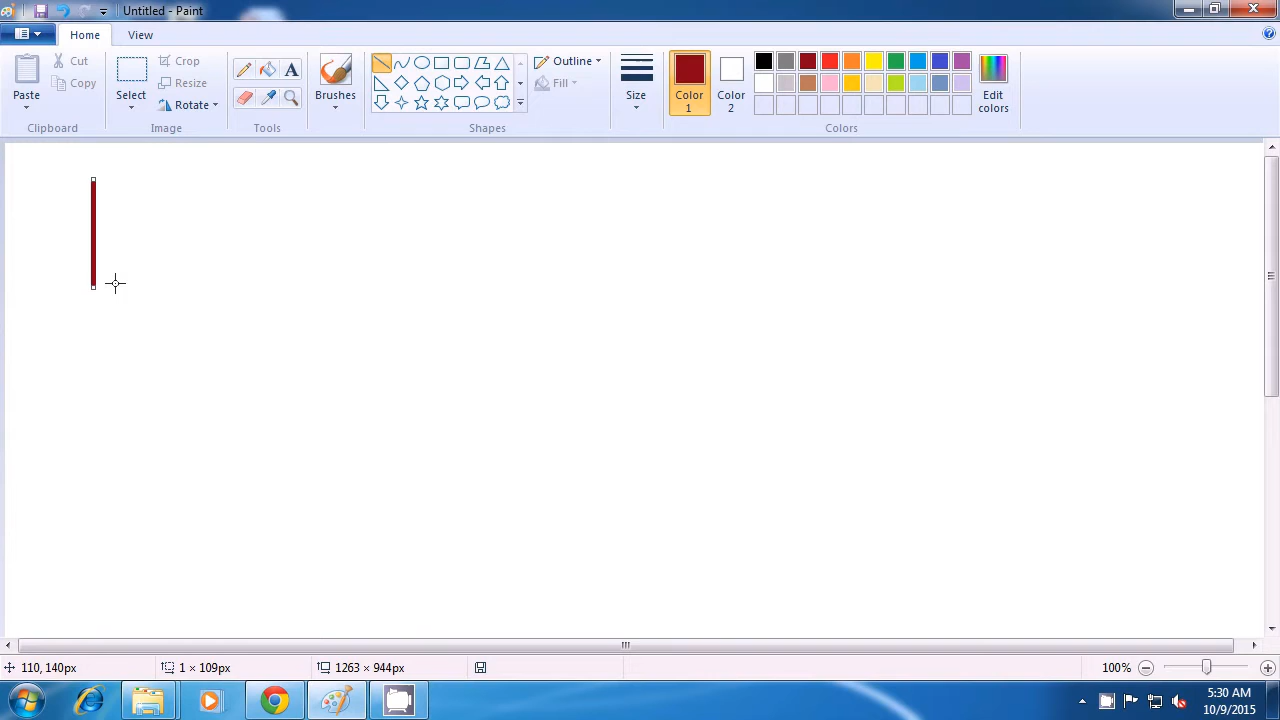 Untitled - Paint
Home View
Paste
Cut
Copy
Clipboard
Select
Crop
Resize
Rotate
Image
A
Tools
Brushes
Outline
Fill
Shapes
Size
Color 1
Color 2
Edit colors
Colors
110, 140px
1 × 109px
1263 × 944px
100%
5:30 AM
10/9/2015